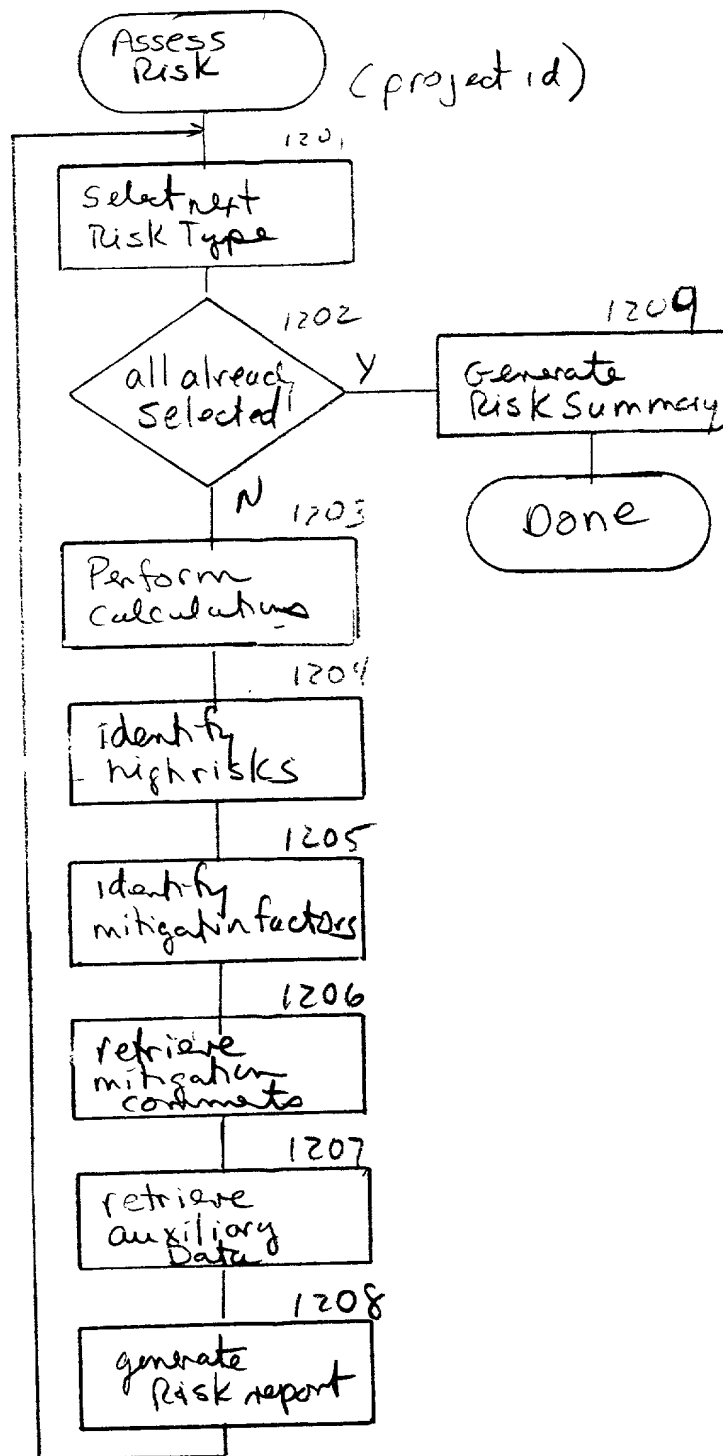 Assess
Risk
(project id)
1201
Select next
Risk Type
1202
all already
selected
Y
N
1209
Generate
Risk Summary
Done
1203
Perform
calculations
1204
identify
high risks
1205
identify
mitigatin factors
1206
retrieve
mitigation
comments
1207
retrieve
auxiliary
Data
1208
generate
Risk report